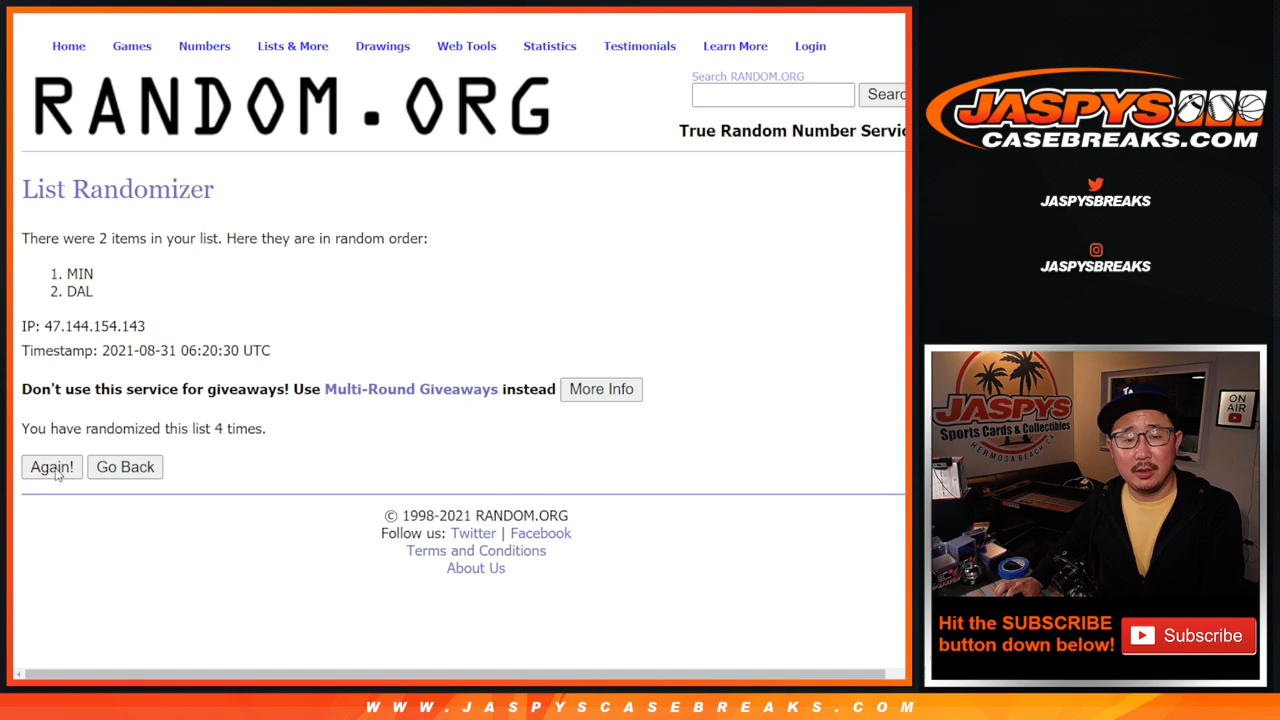 Home Games Numbers Lists & More Drawings Web Tools Statistics Testimonials Learn More Login
RANDOM.ORG
Search RANDOM.ORG
True Random Number
List Randomizer
There were 2 items in your list. Here they are in random order:
1. MIN
2. DAL
IP: 47.144.154.143
Timestamp: 2021-08-31 06:20:30 UTC
Don't use this service for giveaways! Use Multi-Round Giveaways instead More Info
You have randomized this list 4 times.
Again! Go Back
© 1998-2021 RANDOM.ORG
Follow us: Twitter | Facebook
Terms and Conditions
About Us
JASPYS
CASEBREAKS.COM
JASPYSBREAKS
JASPYSBREAKS
JASPYS
Sports Cards & Collectibles
HERMOSA BEACH, CA
ON
AIR
Hit the SUBSCRIBE
button down below!
Subscribe
WWW.JASPYSCASEBREAKS.COM